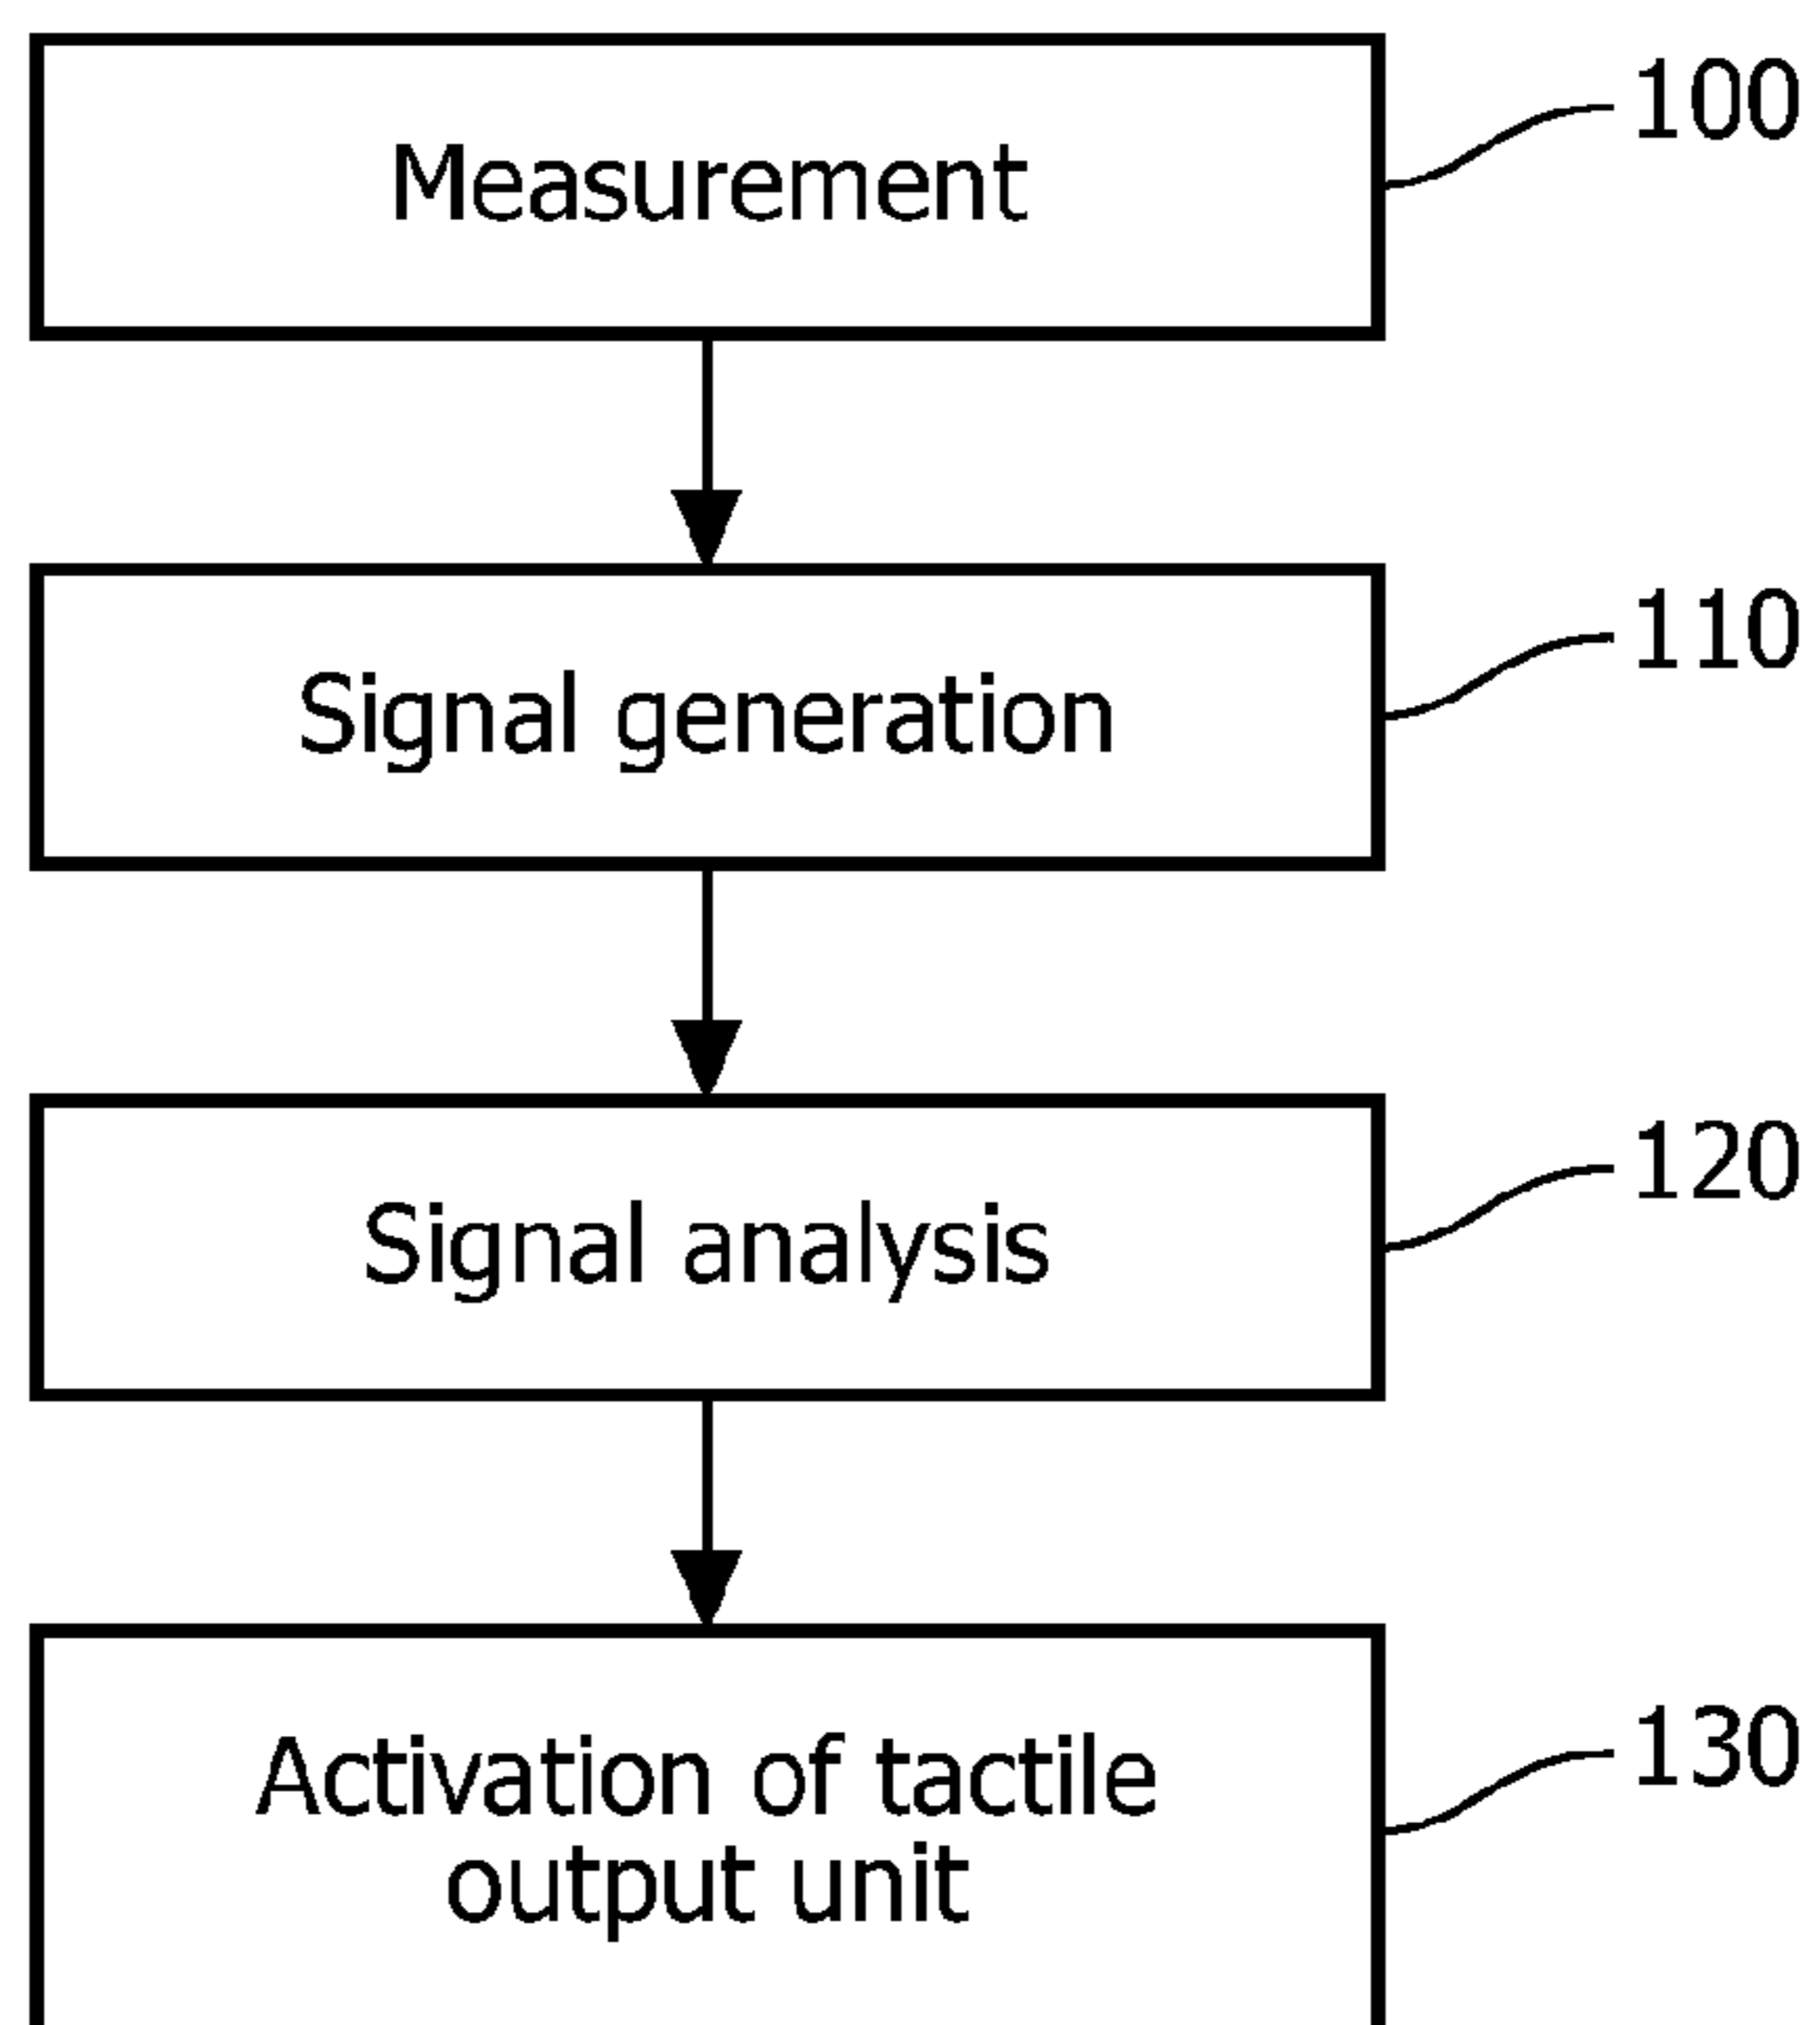 Measurement
100
Signal generation
110
Signal analysis
120
Activation of tactile
output unit
130